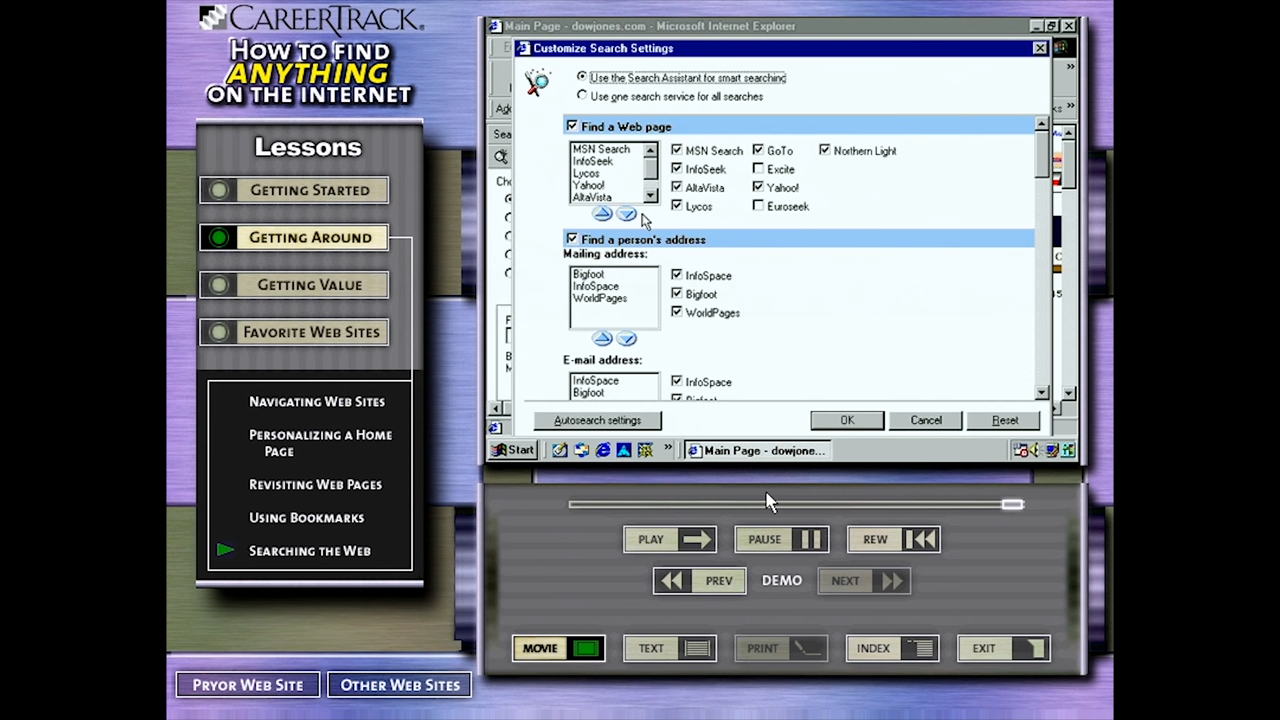 CAREERTRACK®
HOW TO FIND
ANYTHING
ON THE INTERNET
Lessons
GETTING STARTED
GETTING AROUND
GETTING VALUE
FAVORITE WEB SITES
NAVIGATING WEB SITES
PERSONALIZING A HOME
PAGE
REVISITING WEB PAGES
USING BOOKMARKS
SEARCHING THE WEB
PRYOR WEB SITE
OTHER WEB SITES
Main Page - dowjones.com - Microsoft Internet Explorer
Customize Search Settings
Use the Search Assistant for smart searching
Use one search service for all searches
Find a Web page
MSN Search
InfoSeek
Lycos
Yahoo!
AltaVista
MSN Search GoTo Northern Light
InfoSeek Excite
AltaVista Yahoo!
Lycos Euroseek
Find a person's address
Mailing address:
Bigfoot
InfoSpace
WorldPages
InfoSpace
Bigfoot
WorldPages
E-mail address:
InfoSpace
Bigfoot
InfoSpace
Autosearch settings
OK
Cancel
Reset
Start
Main Page - dowjone...
PLAY
PAUSE
REW
PREV
DEMO
NEXT
MOVIE
TEXT
PRINT
INDEX
EXIT